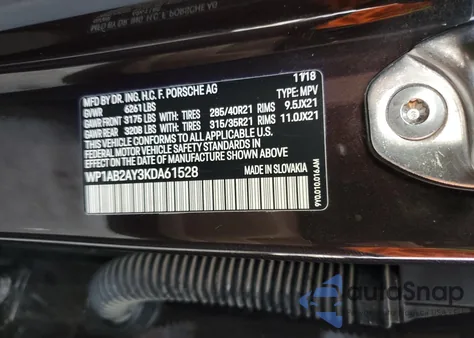 11/18
MFD BY DR. ING. H.C. F. PORSCHE AG TYPE: MPV
GVWR 6261 LBS
GAWR FRONT 3175 LBS WITH: TIRES 285/40R21 RIMS 9.5JX21
GAWR REAR 3208 LBS WITH: TIRES 315/35R21 RIMS 11.0JX21
THIS VEHICLE CONFORMS TO ALL APPLICABLE
U.S. FEDERAL MOTOR VEHICLE SAFETY
STANDARDS IN EFFECT ON THE
DATE OF MANUFACTURE SHOWN ABOVE
WP1AB2AY3KDA61528 MADE IN SLOVAKIA
9Y0.010.016.AM
autoSnap